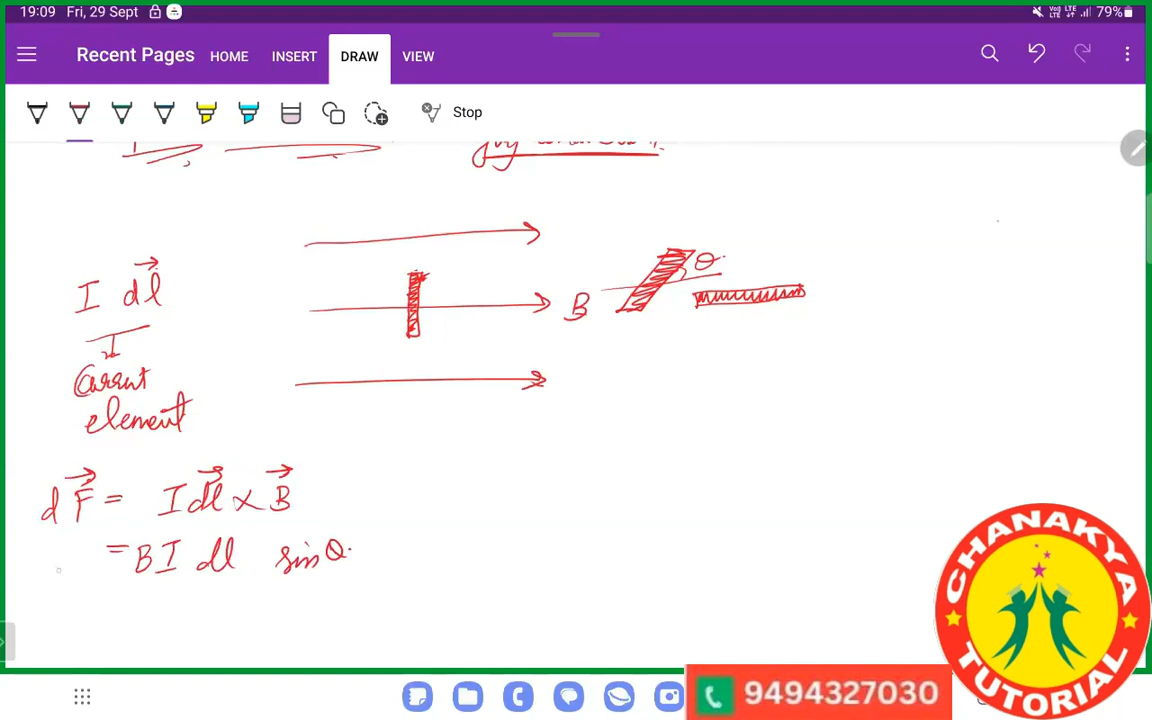 19:09 Fri, 29 Sept 79%
Recent Pages HOME INSERT DRAW VIEW
Stop
I dl
B
θ
Current
element
dF = I dl × B
= B I dl sin θ
CHANAKYA
TUTORIAL
9494327030